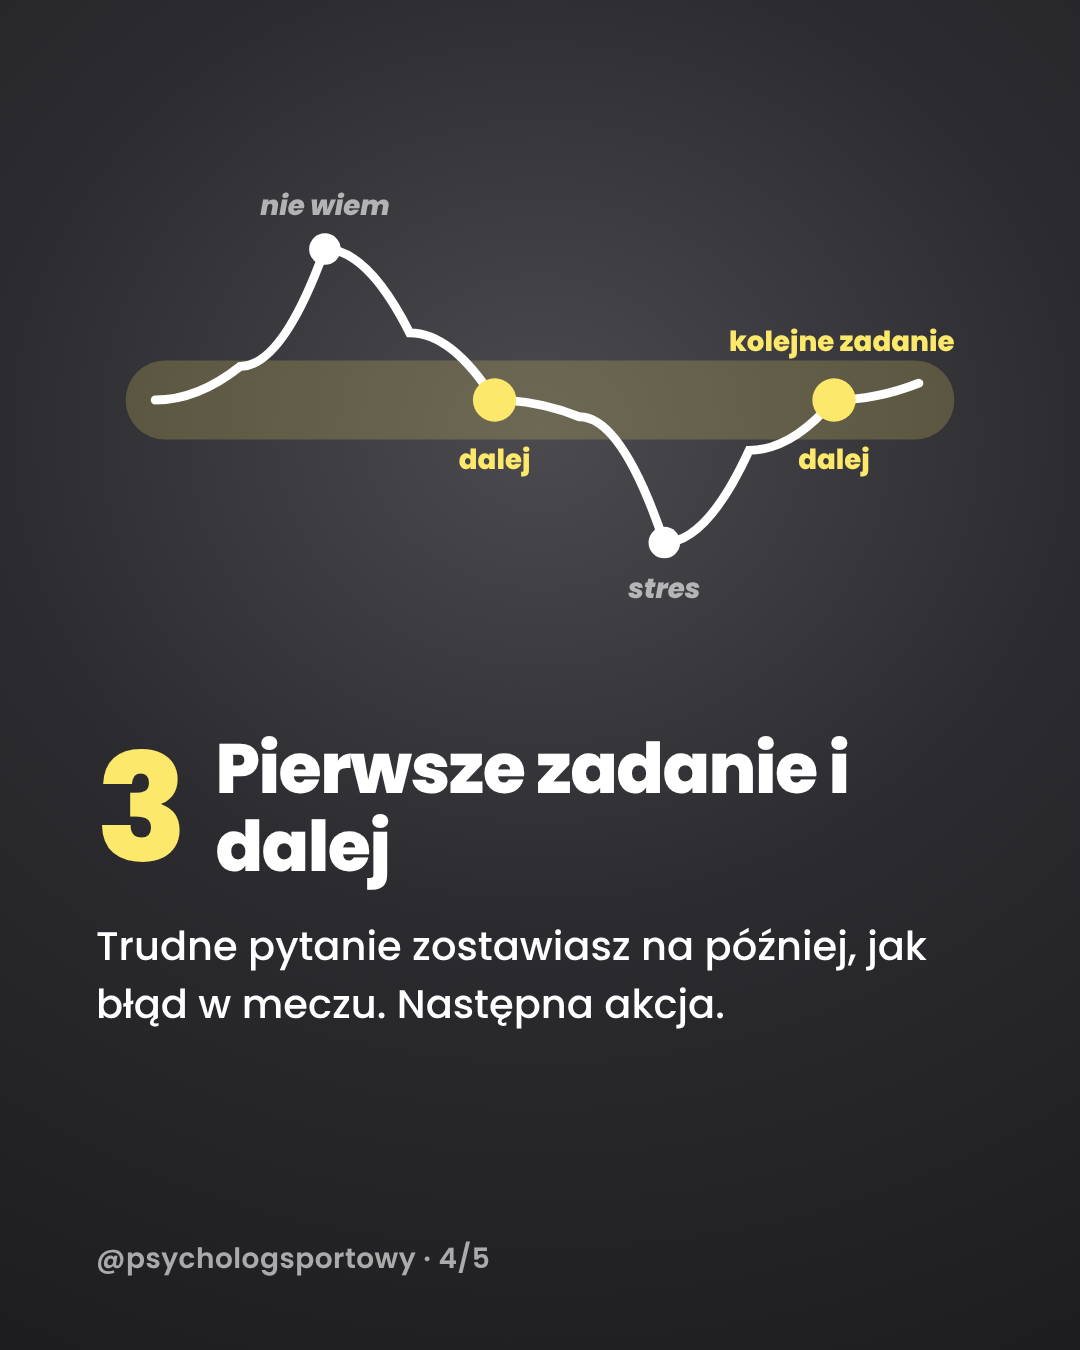 nie wiem
kolejne zadanie
dalej
dalej
stres
3
Pierwsze zadanie i
dalej
Trudne pytanie zostawiasz na później, jak
błąd w meczu. Następna akcja.
@psychologsportowy · 4/5